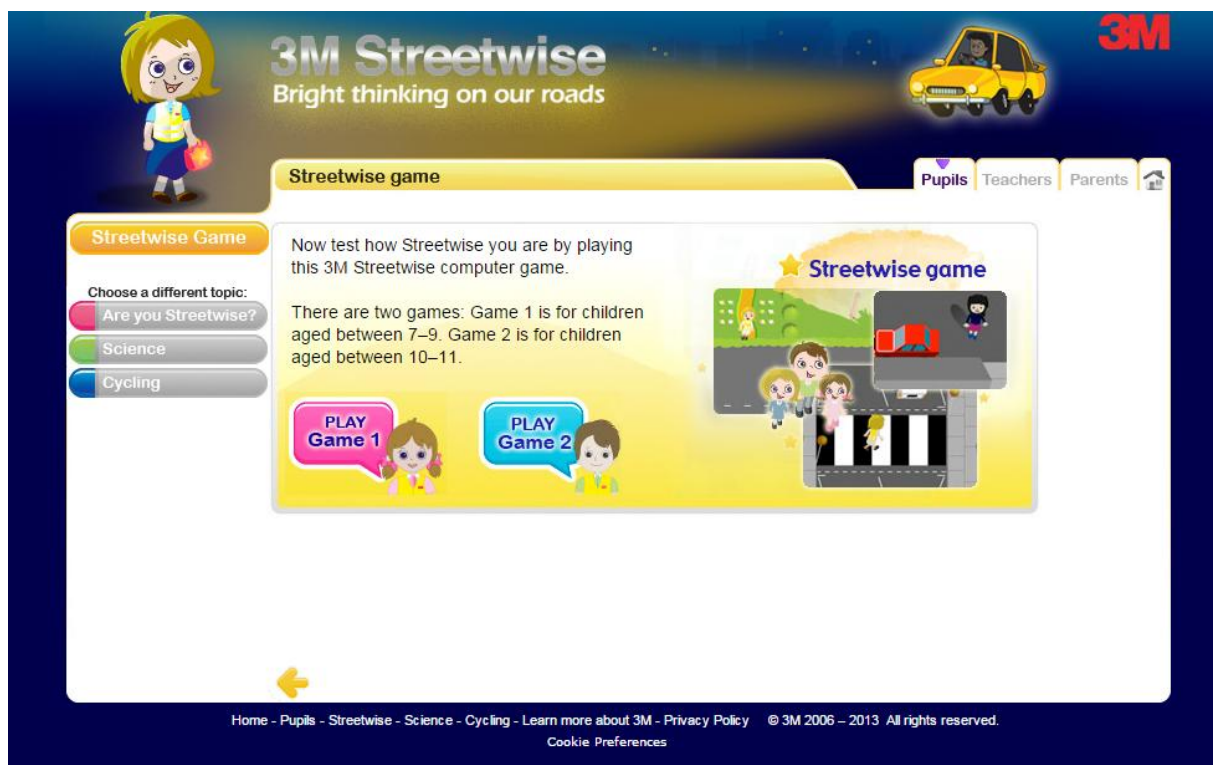 3M
3M Streetwise
Bright thinking on our roads
Streetwise game
Pupils
Teachers
Parents
Streetwise Game
Choose a different topic:
Are you Streetwise?
Science
Cycling
Now test how Streetwise you are by playing
this 3M Streetwise computer game.
There are two games: Game 1 is for children
aged between 7–9. Game 2 is for children
aged between 10–11.
PLAY
Game 1
PLAY
Game 2
Streetwise game
Home - Pupils - Streetwise - Science - Cycling - Learn more about 3M - Privacy Policy © 3M 2006 – 2013 All rights reserved.
Cookie Preferences